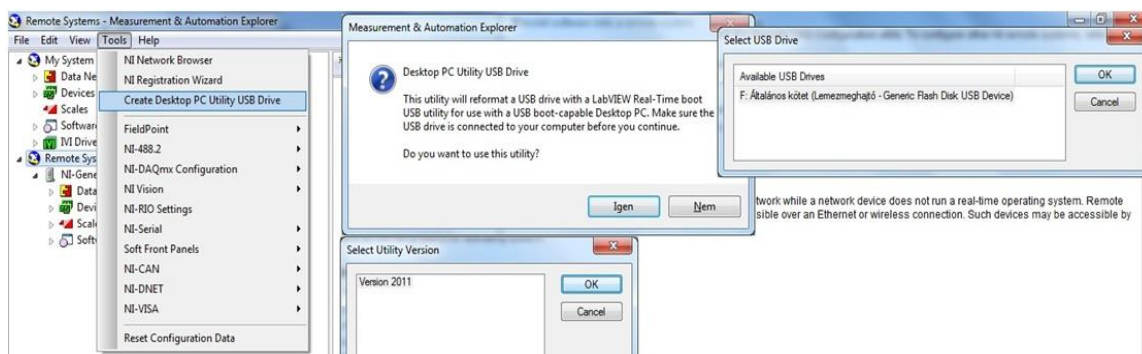 Remote Systems - Measurement & Automation Explorer
File Edit View Tools Help
My System
Data Ne
Devices
Scales
Softwar
IVI Drive
Remote Sys
NI-Gene
Data
Devi
Scal
Soft
NI Network Browser
NI Registration Wizard
Create Desktop PC Utility USB Drive
FieldPoint
NI-488.2
NI-DAQmx Configuration
NI Vision
NI-RIO Settings
NI-Serial
Soft Front Panels
NI-CAN
NI-DNET
NI-VISA
Reset Configuration Data
Measurement & Automation Explorer
Desktop PC Utility USB Drive
This utility will reformat a USB drive with a LabVIEW Real-Time boot
USB utility for use with a USB boot-capable Desktop PC. Make sure the
USB drive is connected to your computer before you continue.
Do you want to use this utility?
Igen Nem
Select USB Drive
Available USB Drives
F: Általános kötet (Lemezmeghajtó - Generic Flash Disk USB Device)
OK
Cancel
twork while a network device does not run a real-time operating system. Remote
sible over an Ethernet or wireless connection. Such devices may be accessible by
Select Utility Version
Version 2011
OK
Cancel